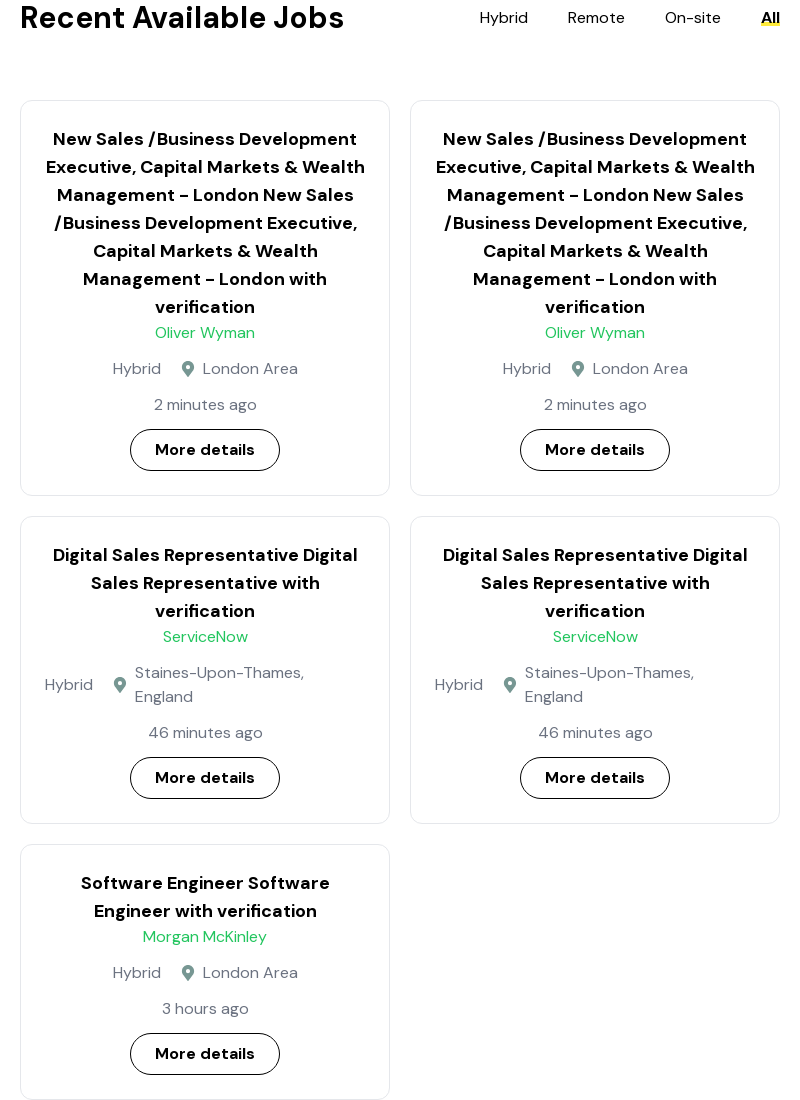 Recent Available Jobs
Hybrid Remote On-site All
New Sales /Business Development
Executive, Capital Markets & Wealth
Management – London New Sales
/Business Development Executive,
Capital Markets & Wealth
Management – London with
verification
Oliver Wyman
Hybrid London Area
2 minutes ago
More details
New Sales /Business Development
Executive, Capital Markets & Wealth
Management – London New Sales
/Business Development Executive,
Capital Markets & Wealth
Management – London with
verification
Oliver Wyman
Hybrid London Area
2 minutes ago
More details
Digital Sales Representative Digital
Sales Representative with
verification
ServiceNow
Hybrid Staines-Upon-Thames,
England
46 minutes ago
More details
Digital Sales Representative Digital
Sales Representative with
verification
ServiceNow
Hybrid Staines-Upon-Thames,
England
46 minutes ago
More details
Software Engineer Software
Engineer with verification
Morgan McKinley
Hybrid London Area
3 hours ago
More details